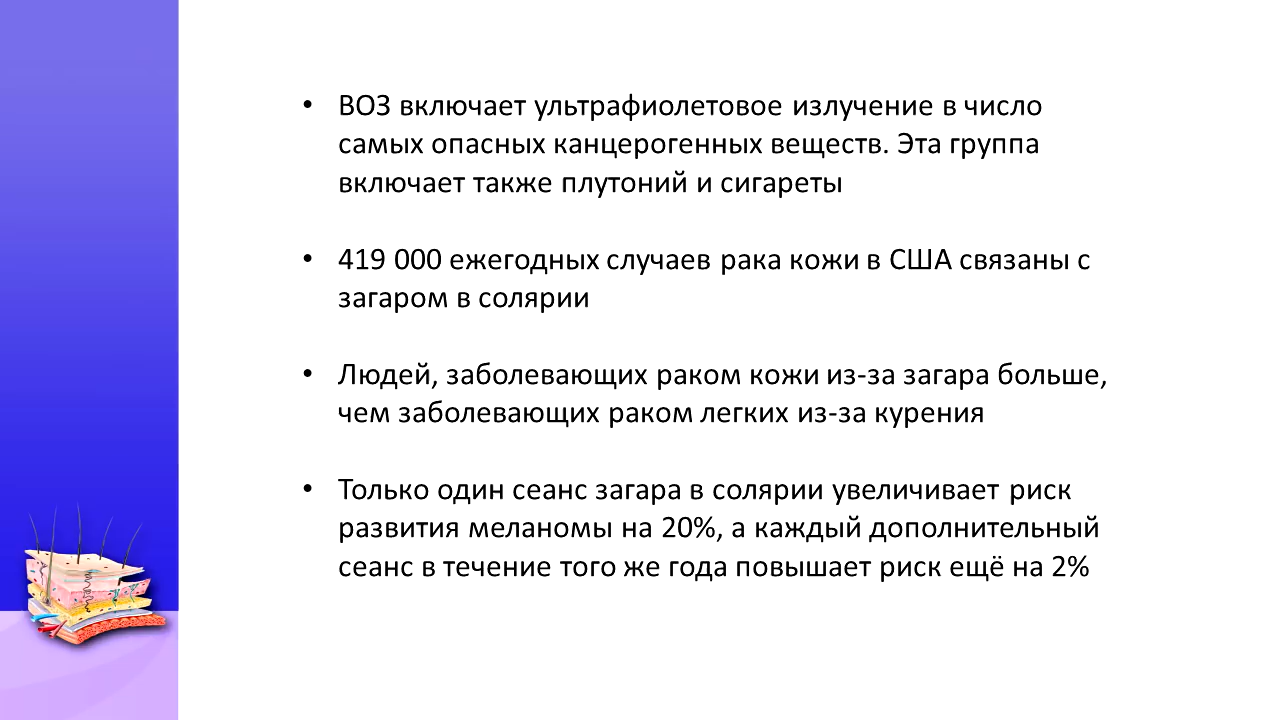 • ВОЗ включает ультрафиолетовое излучение в число
самых опасных канцерогенных веществ. Эта группа
включает также плутоний и сигареты
• 419 000 ежегодных случаев рака кожи в США связаны с
загаром в солярии
• Людей, заболевающих раком кожи из-за загара больше,
чем заболевающих раком легких из-за курения
• Только один сеанс загара в солярии увеличивает риск
развития меланомы на 20%, а каждый дополнительный
сеанс в течение того же года повышает риск ещё на 2%